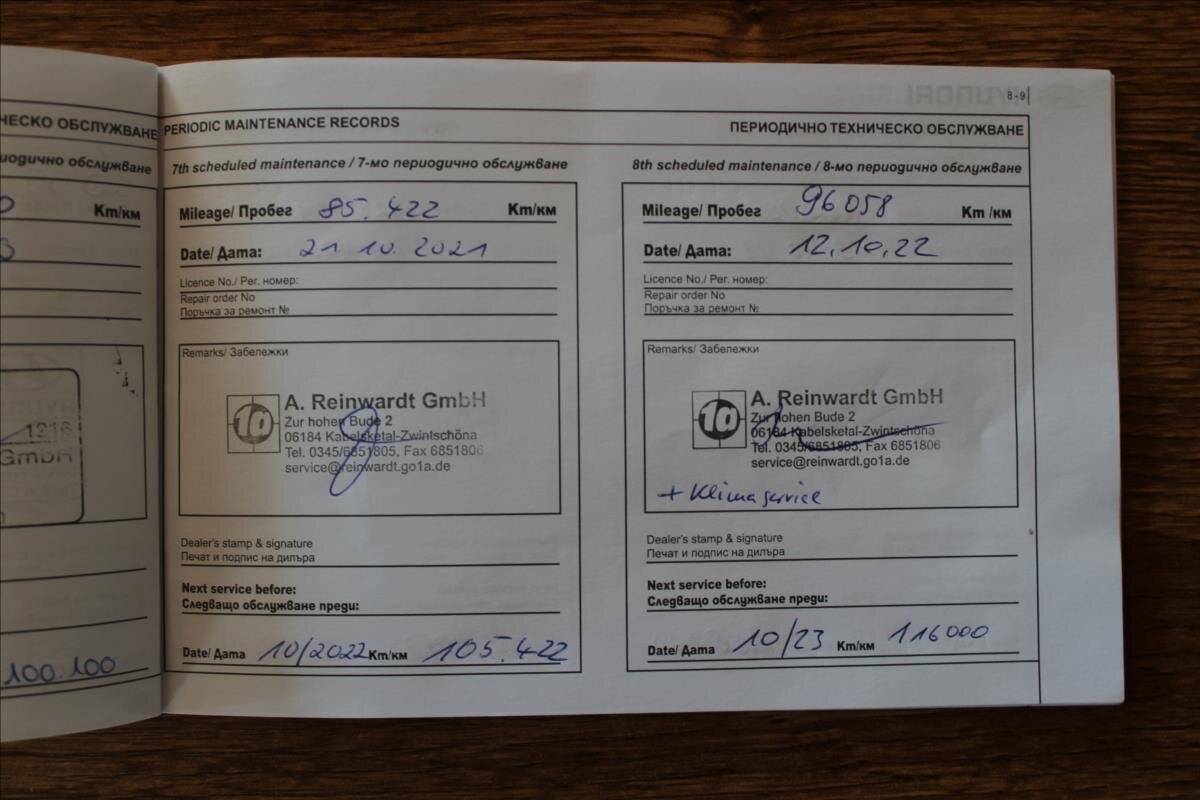 8 - 9
ЧЕСКО ОБСЛУЖВАНЕ
иодично обслужване
Km/км
1216
GmbH
100.100
PERIODIC MAINTENANCE RECORDS
ПЕРИОДИЧНО ТЕХНИЧЕСКО ОБСЛУЖВАНЕ
7th scheduled maintenance / 7-мо периодично обслужване
Mileage/ Пробег 85.422 Km/км
Date/ Дата: 21 10. 2021
Licence No./ Рег. номер:
Repair order No
Поръчка за ремонт №
Remarks/ Забележки
1a A. Reinwardt GmbH
Zur hohen Bude 2
06184 Kabelsketal-Zwintschöna
Tel. 0345/6851805, Fax 6851806
service@reinwardt.go1a.de
Dealer's stamp & signature
Печат и подпис на дилъра
Next service before:
Следващо обслужване преди:
Date/ Дата 10/2022 Km/км 105.422
8th scheduled maintenance / 8-мо периодично обслужване
Mileage/ Пробег 96058 Km /км
Date/ Дата: 12.10.22
Licence No./ Рег. номер:
Repair order No
Поръчка за ремонт №
Remarks/ Забележки
1a A. Reinwardt GmbH
Zur hohen Bude 2
06184 Kabelsketal-Zwintschöna
Tel. 0345/6851805, Fax 6851806
service@reinwardt.go1a.de
+ Klimaservice
Dealer's stamp & signature
Печат и подпис на дилъра
Next service before:
Следващо обслужване преди:
Date/ Дата 10/23 Km/км 116000